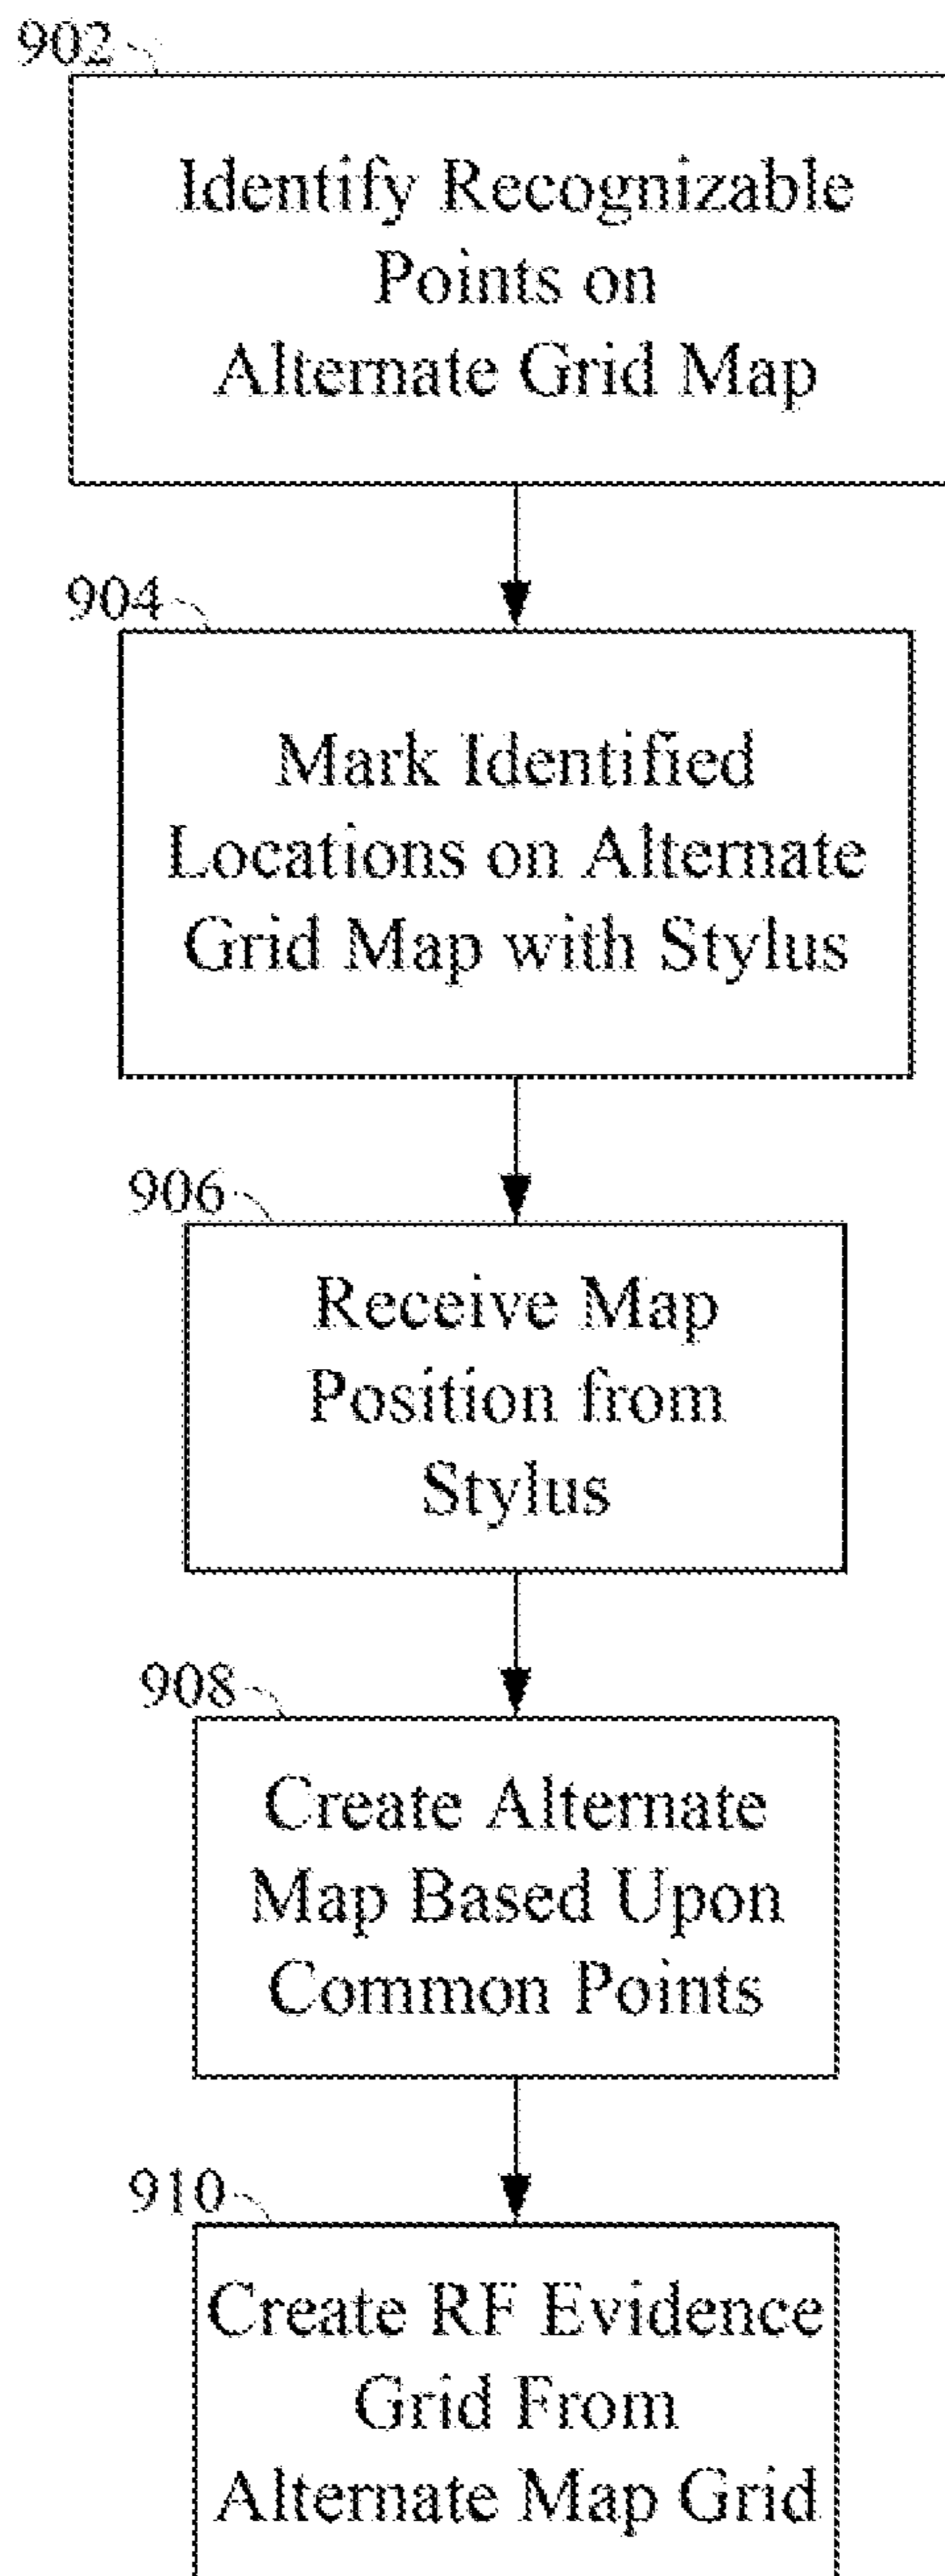 902
Identify Recognizable
Points on
Alternate Grid Map
904
Mark Identified
Locations on Alternate
Grid Map with Stylus
906
Receive Map
Position from
Stylus
908
Create Alternate
Map Based Upon
Common Points
910
Create RF Evidence
Grid From
Alternate Map Grid